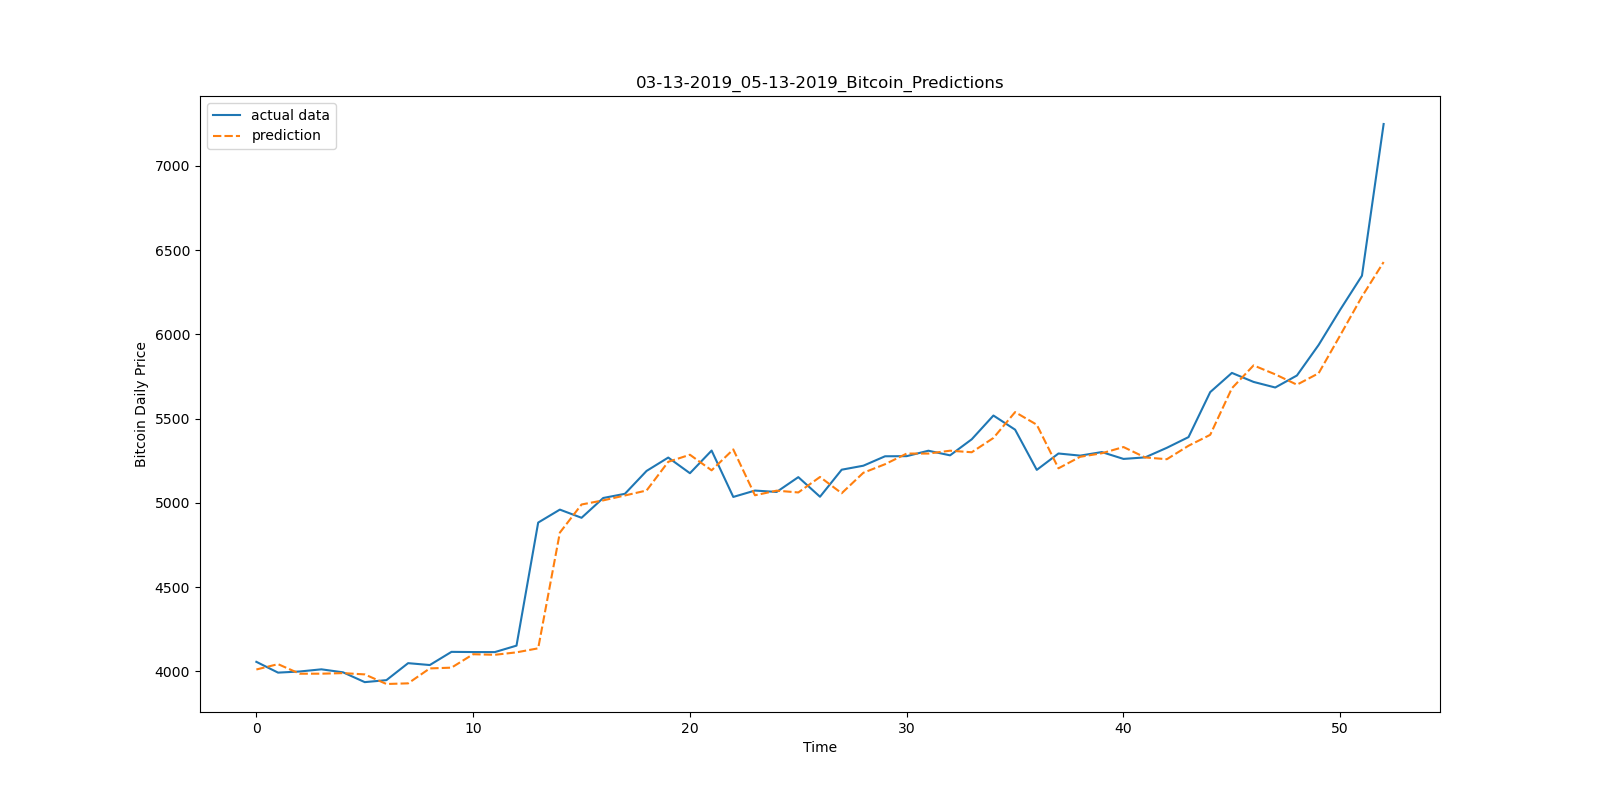 03-13-2019_05-13-2019_Bitcoin_Predictions
actual data
prediction
7000
6500
6000
5500
5000
4500
4000
Bitcoin Daily Price
0 10 20 30 40 50
Time